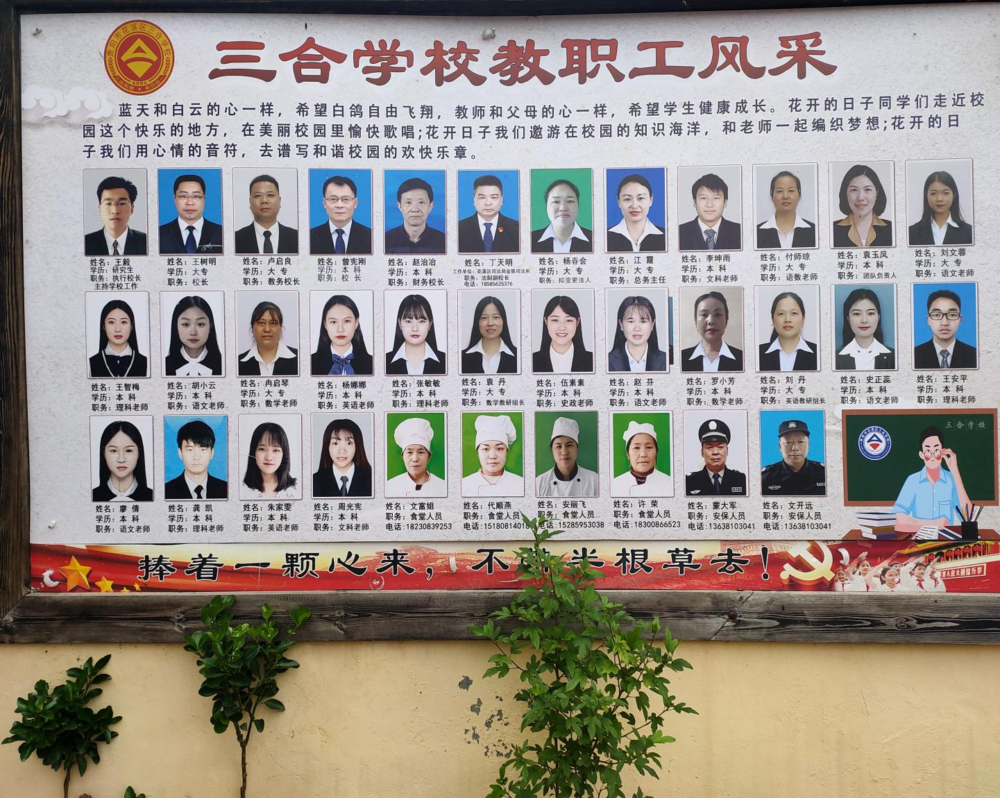 贵阳市花溪区三合学校
2000
三合学校教职工风采
蓝天和白云的心一样，希望白鸽自由飞翔，教师和父母的心一样，希望学生健康成长。花开的日子同学们走近校
园这个快乐的地方，在美丽校园里愉快歌唱;花开日子我们邀游在校园的知识海洋，和老师一起编织梦想;花开的日
子我们用心情的音符，去谱写和谐校园的欢快乐章。
姓名：王毅
学历：研究生
职务：执行校长
主持学校工作
姓名：王树明
学历：大专
职务：校长
姓名：卢启良
学历：大 专
职务：教务校长
姓名：曾宪刚
学历：本 科
职务：校 长
姓名：赵治冶
学历：本 科
职务：财务校长
姓名：丁天明
工作单位：花溪区司法局金筑司法所
职务：法制副校长
电话：18585625376
姓名：杨春会
学历：大 专
职务：拟变更法人
姓名：江 霞
学历：大 专
职务：总务主任
姓名：李坤雨
学历：本 科
职务：文科老师
姓名：付师琼
学历：大 专
职务：语数老师
姓名：袁玉凤
学历：本 科
职务：团队负责人
姓名：刘文蓉
学历：大 专
职务：语文老师
姓名：王智梅
学历：本 科
职务：理科老师
姓名：胡小云
学历：本 科
职务：语文老师
姓名：冉启琴
学历：大 专
职务：数学老师
姓名：杨娜娜
学历：本 科
职务：英语老师
姓名：张敏敏
学历：本 科
职务：理科老师
姓名：袁 丹
学历：大 专
职务：数学教研组长
姓名：伍素素
学历：本 科
职务：史政老师
姓名：赵 芬
学历：本 科
职务：语文老师
姓名：罗小芳
学历：本 科
职务：数学老师
姓名：刘 丹
学历：大 专
职务：英语教研组长
姓名：史正蕊
学历：本 科
职务：语文老师
姓名：王安平
学历：本 科
职务：理科老师
姓名：廖 倩
学历：本 科
职务：语文老师
姓名：龚 凯
学历：本 科
职务：理科老师
姓名：朱家雯
学历：本 科
职务：英语老师
姓名：周光宪
学历：本 科
职务：文科老师
姓名：文富姐
职务：食堂人员
电话：18230839253
姓名：代顺燕
职务：食堂人员
电话：1518081401
姓名：安丽飞
职务：食堂人员
电话：15285953038
姓名：许 荣
职务：食堂人员
电话：18300866523
姓名：蒙大军
职务：安保人员
电话：13638103041
姓名：文开远
职务：安保人员
电话：13638103041
三合学校
捧着一颗心来，不带半根草去！
人民大团结万岁